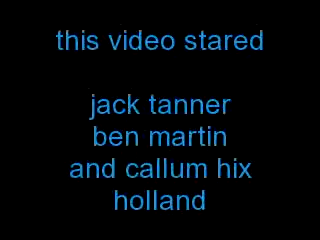 this video stared
jack tanner
ben martin
and callum hix
holland